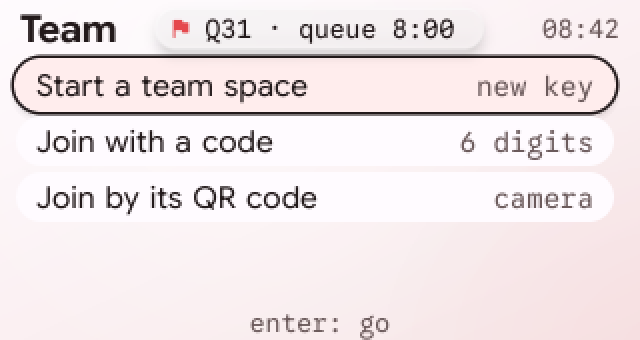 Team
Q31 · queue 8:00
08:42
Start a team space new key
Join with a code 6 digits
Join by its QR code camera
enter: go